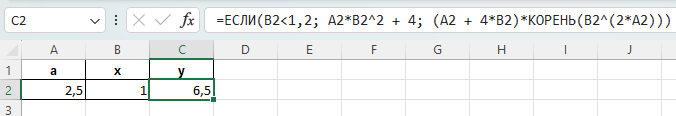 C2 =ЕСЛИ(B2<1,2; A2*B2^2 + 4; (A2 + 4*B2)*КОРЕНЬ(B2^(2*A2)))
A B C D E F G H I J
1 a x y
2 2,5 1 6,5
3